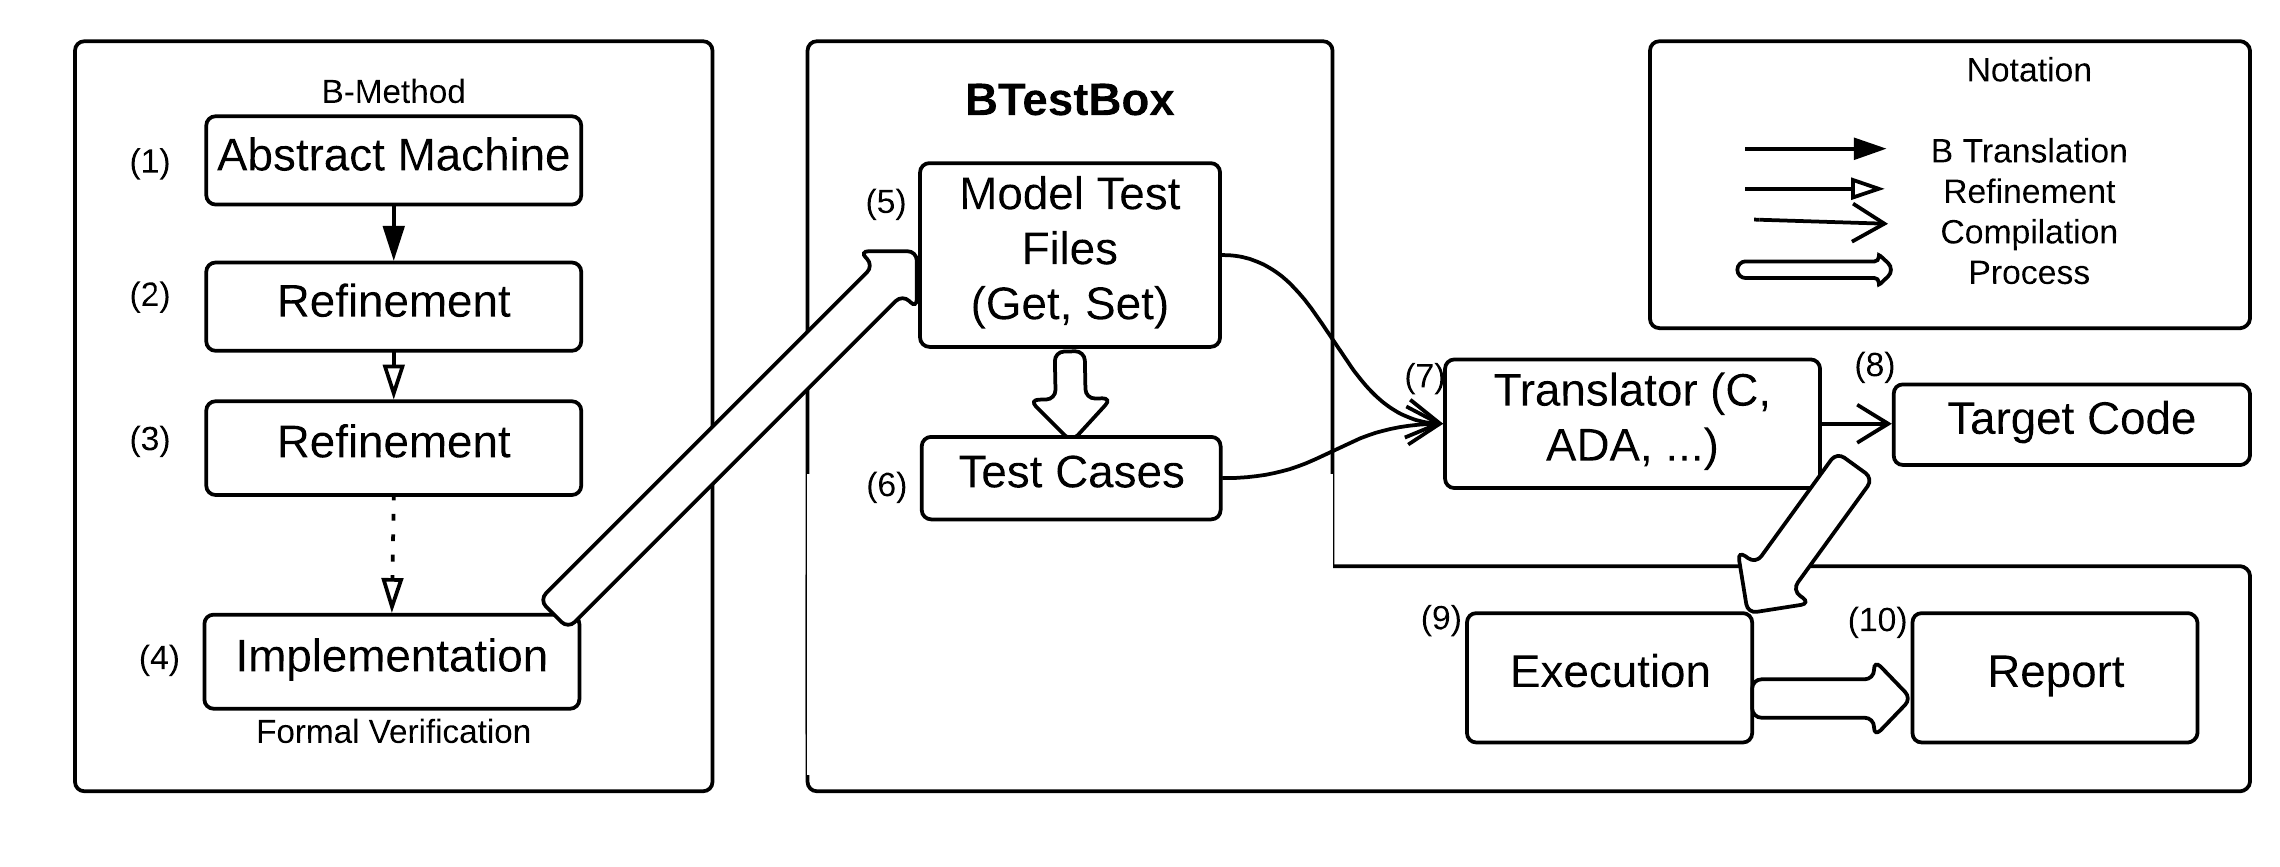 B-Method
(1)
Abstract Machine
(2)
Refinement
(3)
Refinement
(4)
Implementation
Formal Verification
BTestBox
(5)
Model Test
Files
(Get, Set)
(6)
Test Cases
Notation
B Translation
Refinement
Compilation
Process
(7)
Translator (C,
ADA, ...)
(8)
Target Code
(9)
Execution
(10)
Report